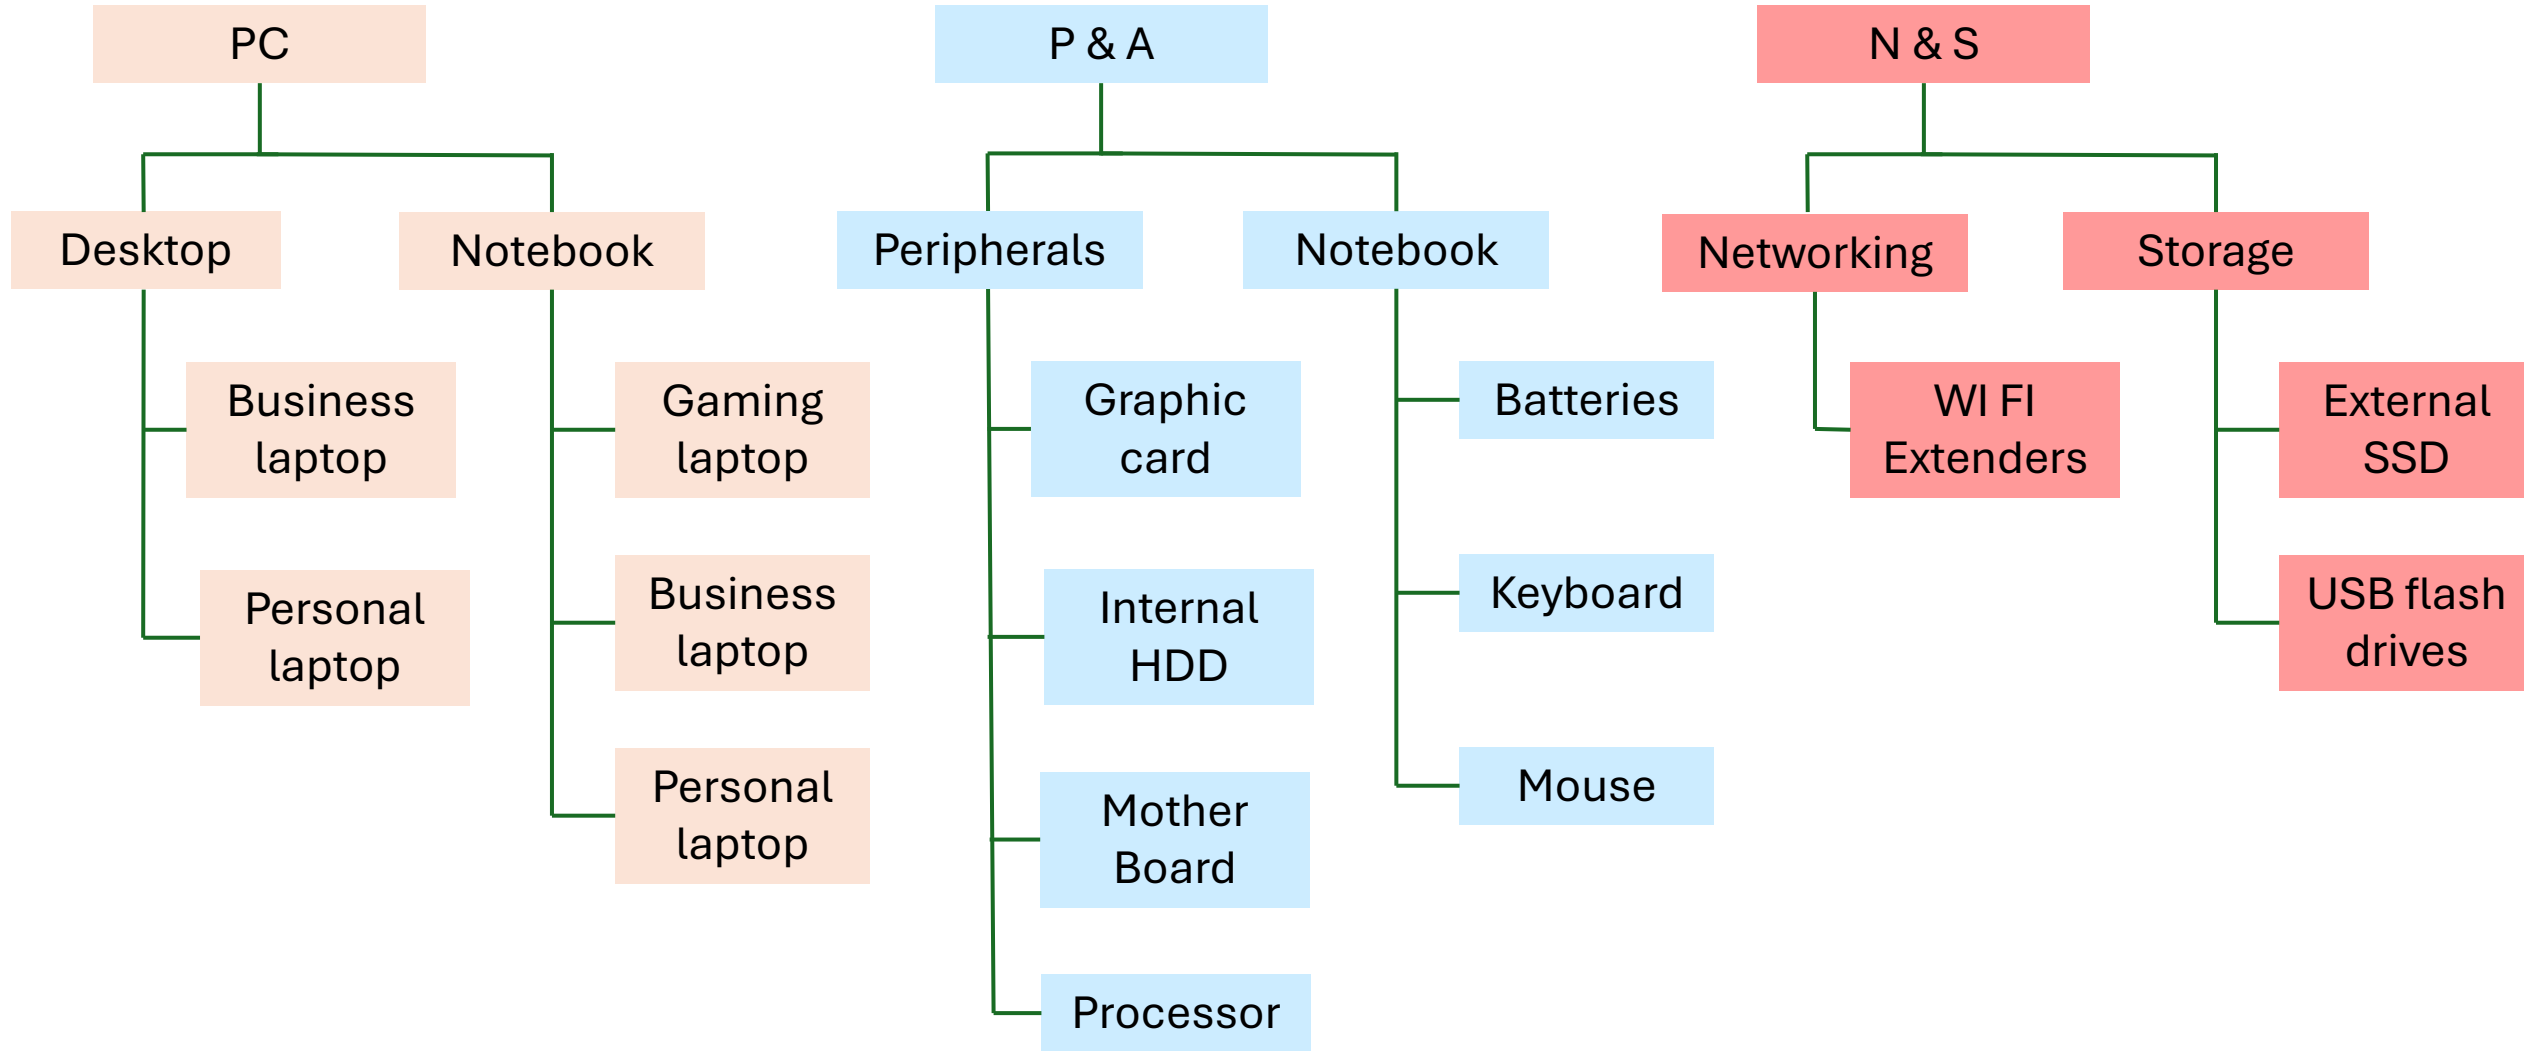 PC
P & A
N & S
Desktop
Notebook
Peripherals
Notebook
Networking
Storage
Business
laptop
Personal
laptop
Gaming
laptop
Business
laptop
Personal
laptop
Graphic
card
Internal
HDD
Mother
Board
Processor
Batteries
Keyboard
Mouse
WI FI
Extenders
External
SSD
USB flash
drives